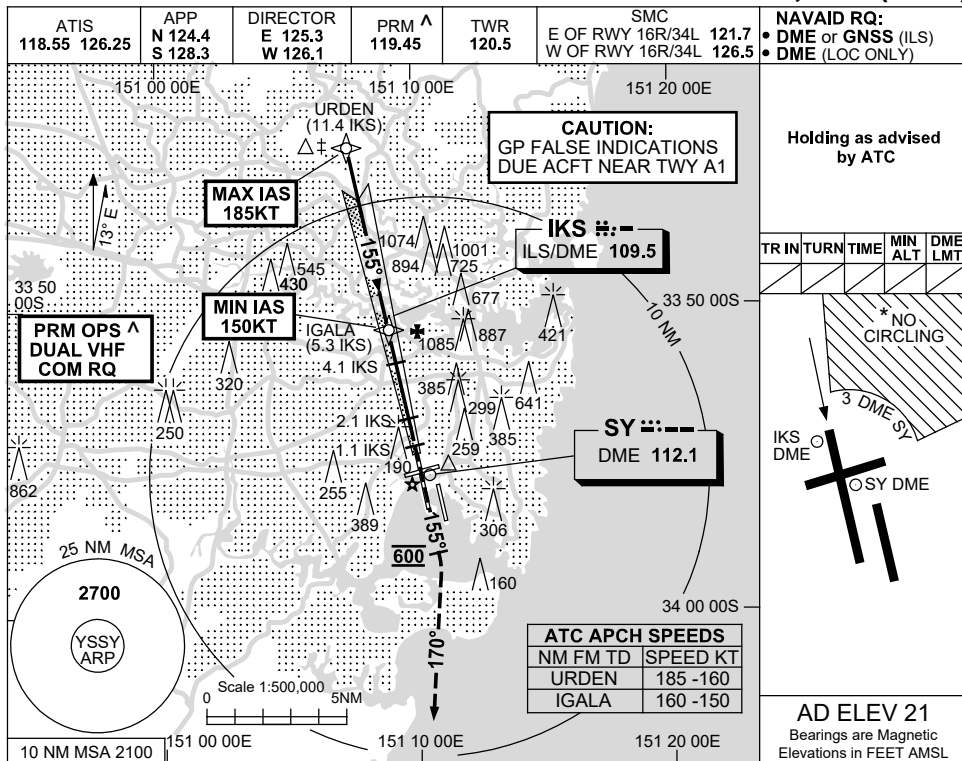 ATIS
118.55 126.25
APP
N 124.4
S 128.3
DIRECTOR
E 125.3
W 126.1
PRM ^
119.45
TWR
120.5
SMC
E OF RWY 16R/34L 121.7
W OF RWY 16R/34L 126.5
NAVAID RQ:
• DME or GNSS (ILS)
• DME (LOC ONLY)
151 00 00E
151 10 00E
151 20 00E
URDEN
(11.4 IKS)
‡
CAUTION:
GP FALSE INDICATIONS
DUE ACFT NEAR TWY A1
Holding as advised
by ATC
MAX IAS
185KT
13° E
IKS
ILS/DME 109.5
155°
1074
894
1001
725
545
430
677
TR IN
TURN
TIME
MIN
ALT
DME
LMT
33 50
00S
33 50 00S
MIN IAS
150KT
IGALA
(5.3 IKS)
1085
887
421
10 NM
PRM OPS ^
DUAL VHF
COM RQ
* NO
CIRCLING
4.1 IKS
320
385
641
299
3 DME SY
250
2.1 IKS
385
259
1.1 IKS
190
SY
DME 112.1
IKS
DME
SY DME
862
255
389
306
155°
600
25 NM MSA
2700
160
YSSY
ARP
34 00 00S
170°
ATC APCH SPEEDS
NM FM TD SPEED KT
URDEN 185 -160
IGALA 160 -150
Scale 1:500,000
0 5NM
AD ELEV 21
Bearings are Magnetic
Elevations in FEET AMSL
10 NM MSA 2100
151 00 00E
151 10 00E
151 20 00E